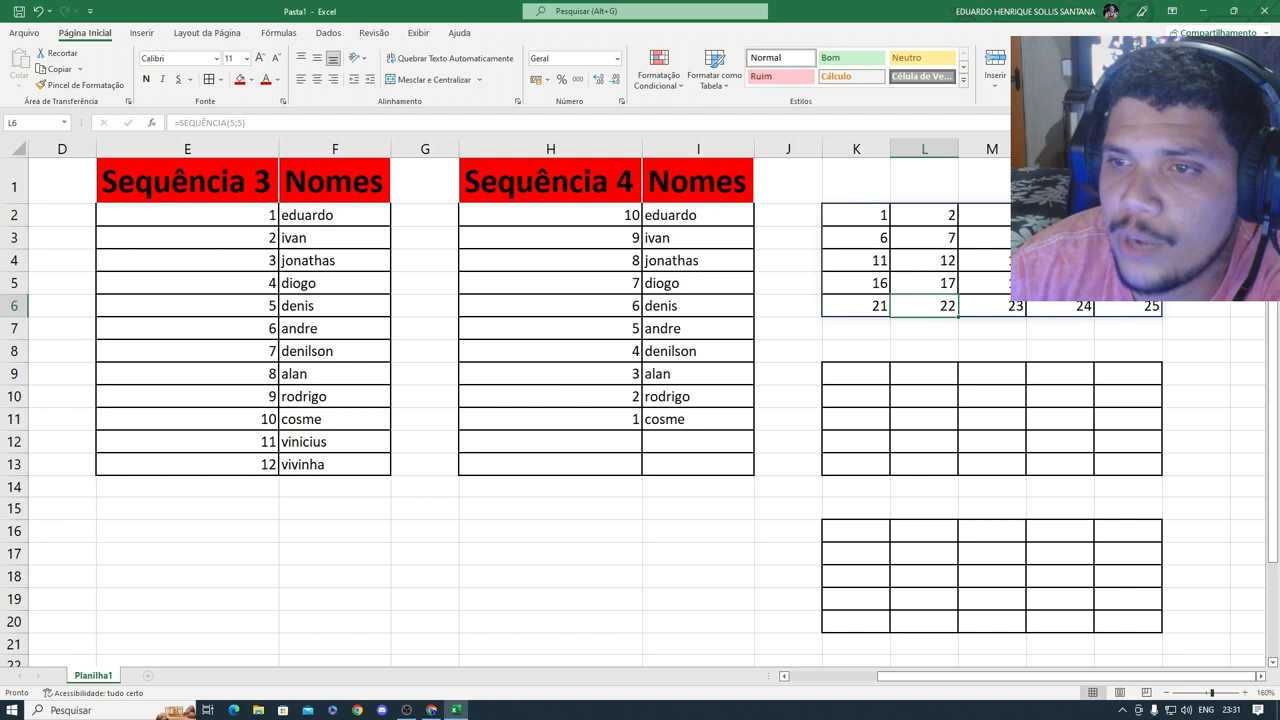 Pasta1 - Excel
Pesquisar (Alt+G)
EDUARDO HENRIQUE SOLLIS SANTANA
Arquivo Página Inicial Inserir Layout da Página Fórmulas Dados Revisão Exibir Ajuda
Compartilhamento
Colar
Recortar
Copiar
Pincel de Formatação
Área de Transferência
Calibri 11
N I S
Fonte
Quebrar Texto Automaticamente
Mesclar e Centralizar
Alinhamento
Geral
% 000
Número
Formatação Condicional
Formatar como Tabela
Normal Bom Neutro
Ruim Cálculo Célula de Ve...
Estilos
Inserir
L6 fx =SEQUÊNCIA(5;5)
D E F G H I J K L M
1 Sequência 3 Nomes Sequência 4 Nomes
2 1 eduardo 10 eduardo 1 2
3 2 ivan 9 ivan 6 7
4 3 jonathas 8 jonathas 11 12
5 4 diogo 7 diogo 16 17
6 5 denis 6 denis 21 22 23 24 25
7 6 andre 5 andre
8 7 denilson 4 denilson
9 8 alan 3 alan
10 9 rodrigo 2 rodrigo
11 10 cosme 1 cosme
12 11 vinicius
13 12 vivinha
14
15
16
17
18
19
20
21
22
Planilha1
Pronto Acessibilidade: tudo certo 160%
Pesquisar ENG 23:31